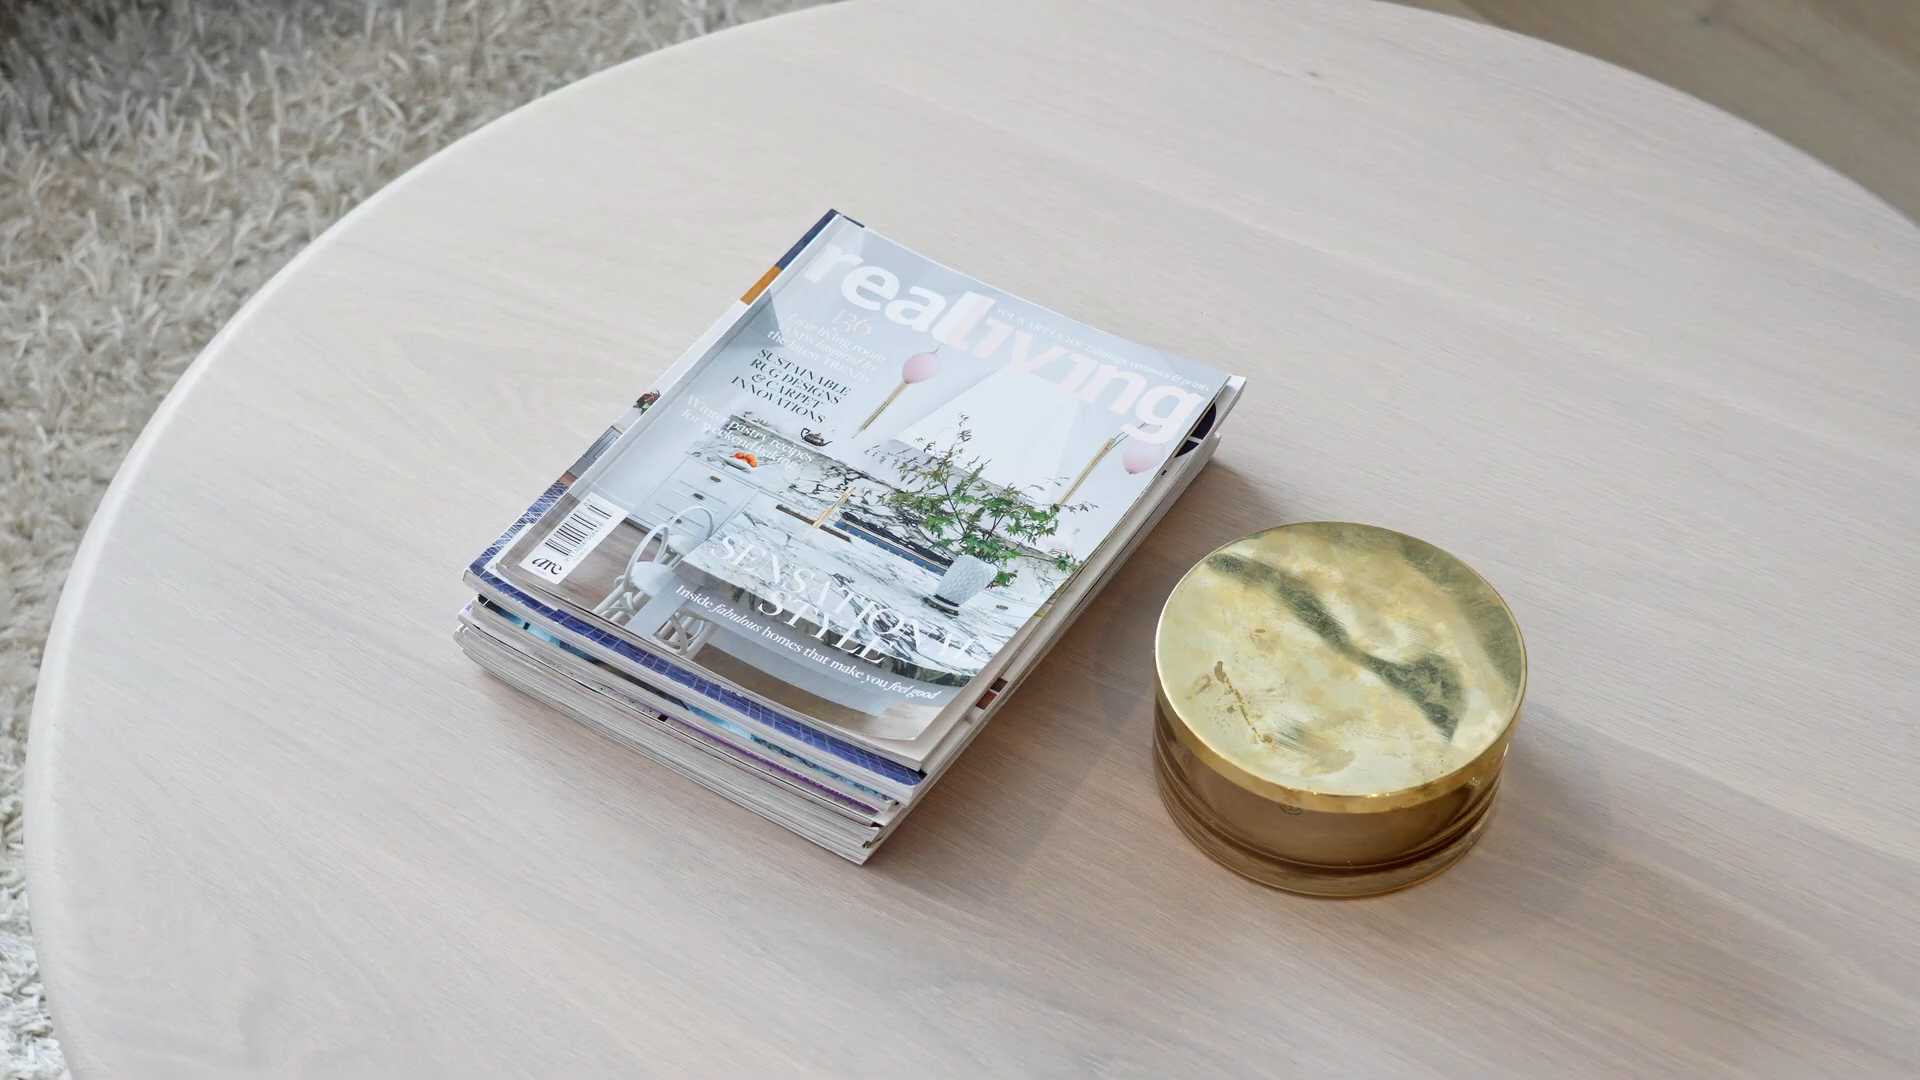 real living
YOUR ART GUIDE Paintings, ceramics & prints
136
Luxe living room
ideas inspired by
the latest TRENDS
SUSTAINABLE
RUG DESIGNS
& CARPET
INNOVATIONS
Winter pastry recipes
for weekend baking
are
SENSATIONAL
STYLE
Inside fabulous homes that make you feel good